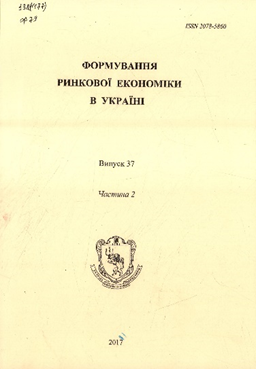 ISSN 2078-5860
ФОРМУВАННЯ
РИНКОВОЇ ЕКОНОМІКИ
В УКРАЇНІ
Випуск 37
Частина 2
2017